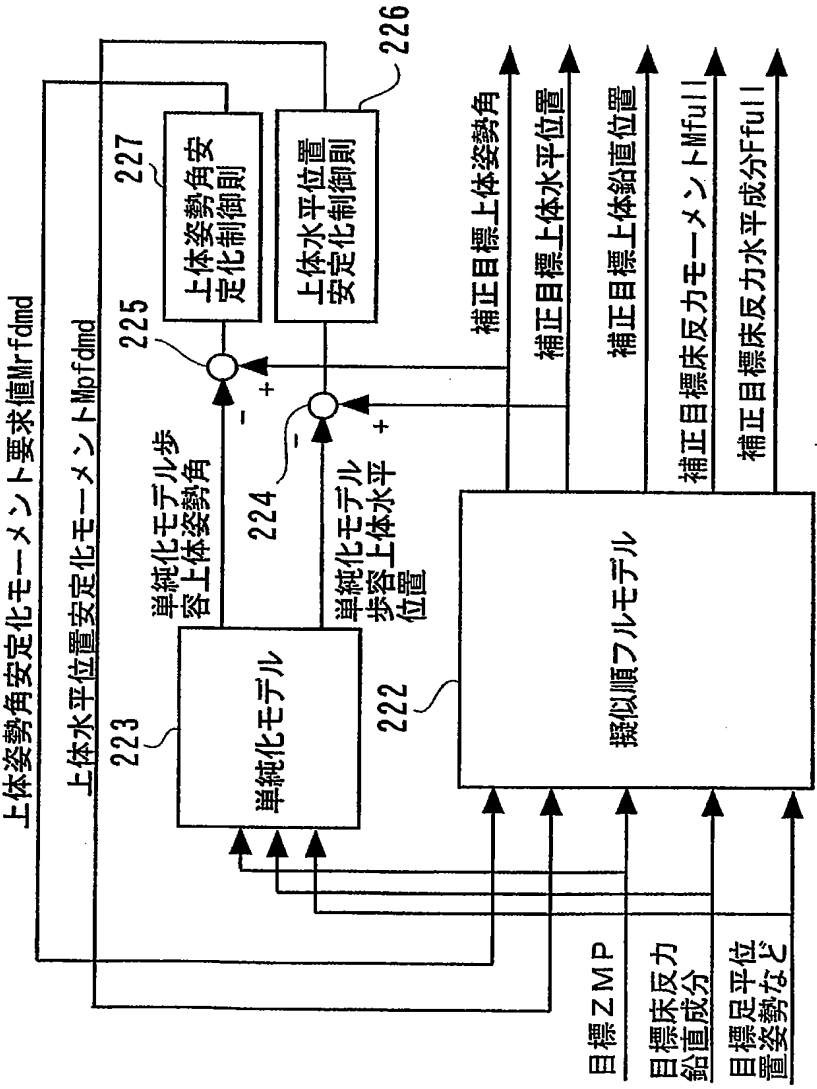 上体姿勢角安定化モーメント要求値Mrfdmd
上体水平位置安定化モーメントMpfdmd
227
上体姿勢角安
定化制御則
226
上体水平位置
安定化制御則
225
+
-
224
-
+
単純化モデル歩
容上体姿勢角
単純化モデル
歩容上体水平
位置
223
単純化モデル
222
擬似順フルモデル
補正目標上体姿勢角
補正目標上体水平位置
補正目標上体鉛直位置
補正目標床反力モーメントMfull
補正目標床反力水平成分Ffull
目標ZMP
目標床反力
鉛直成分
目標足平位
置姿勢など